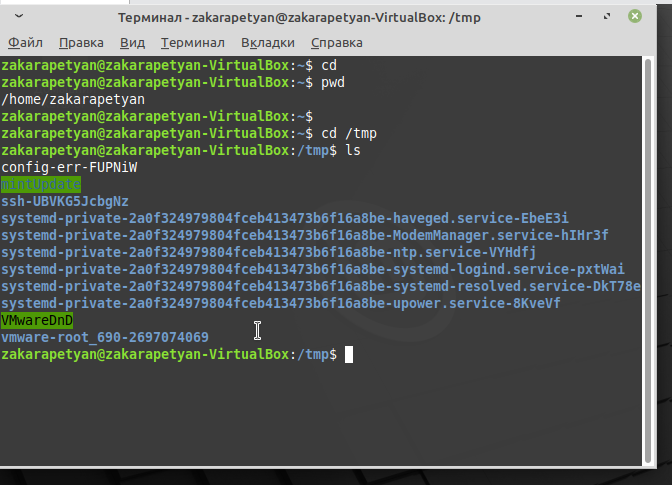 Терминал - zakarapetyan@zakarapetyan-VirtualBox: /tmp
Файл Правка Вид Терминал Вкладки Справка
zakarapetyan@zakarapetyan-VirtualBox:~$ cd
zakarapetyan@zakarapetyan-VirtualBox:~$ pwd
/home/zakarapetyan
zakarapetyan@zakarapetyan-VirtualBox:~$
zakarapetyan@zakarapetyan-VirtualBox:~$ cd /tmp
zakarapetyan@zakarapetyan-VirtualBox:/tmp$ ls
config-err-FUPNiW
mintUpdate
ssh-UBVKG5JcbgNz
systemd-private-2a0f324979804fceb413473b6f16a8be-haveged.service-EbeE3i
systemd-private-2a0f324979804fceb413473b6f16a8be-ModemManager.service-hIHr3f
systemd-private-2a0f324979804fceb413473b6f16a8be-ntp.service-VYHdfj
systemd-private-2a0f324979804fceb413473b6f16a8be-systemd-logind.service-pxtWai
systemd-private-2a0f324979804fceb413473b6f16a8be-systemd-resolved.service-DkT78e
systemd-private-2a0f324979804fceb413473b6f16a8be-upower.service-8KveVf
VMwareDnD
vmware-root_690-2697074069
zakarapetyan@zakarapetyan-VirtualBox:/tmp$